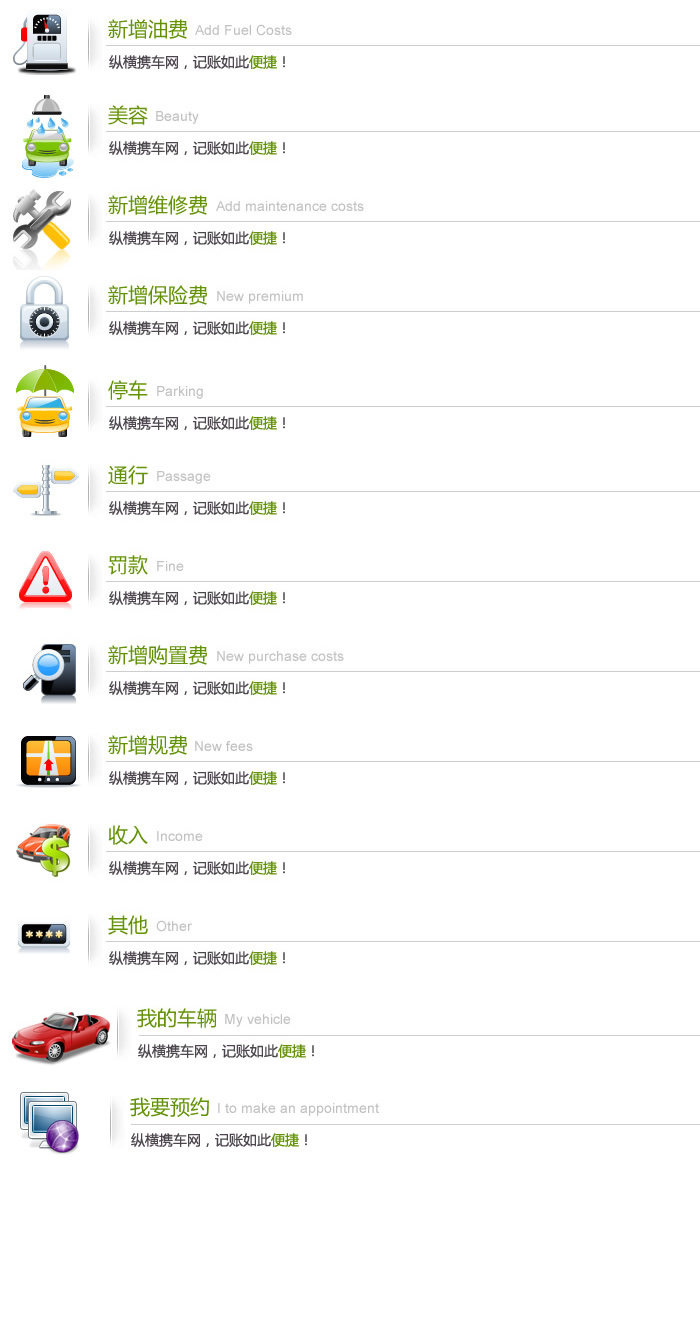 新增油费 Add Fuel Costs
纵横携车网，记账如此便捷！
美容 Beauty
纵横携车网，记账如此便捷！
新增维修费 Add maintenance costs
纵横携车网，记账如此便捷！
新增保险费 New premium
纵横携车网，记账如此便捷！
停车 Parking
纵横携车网，记账如此便捷！
通行 Passage
纵横携车网，记账如此便捷！
罚款 Fine
纵横携车网，记账如此便捷！
新增购置费 New purchase costs
纵横携车网，记账如此便捷！
新增规费 New fees
纵横携车网，记账如此便捷！
收入 Income
纵横携车网，记账如此便捷！
其他 Other
纵横携车网，记账如此便捷！
我的车辆 My vehicle
纵横携车网，记账如此便捷！
我要预约 I to make an appointment
纵横携车网，记账如此便捷！